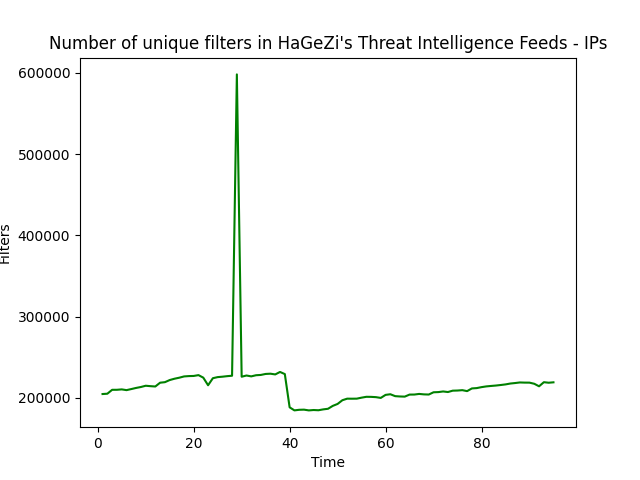 Number of unique filters in HaGeZi's Threat Intelligence Feeds - IPs
600000
500000
400000
300000
200000
Filters
0 20 40 60 80
Time